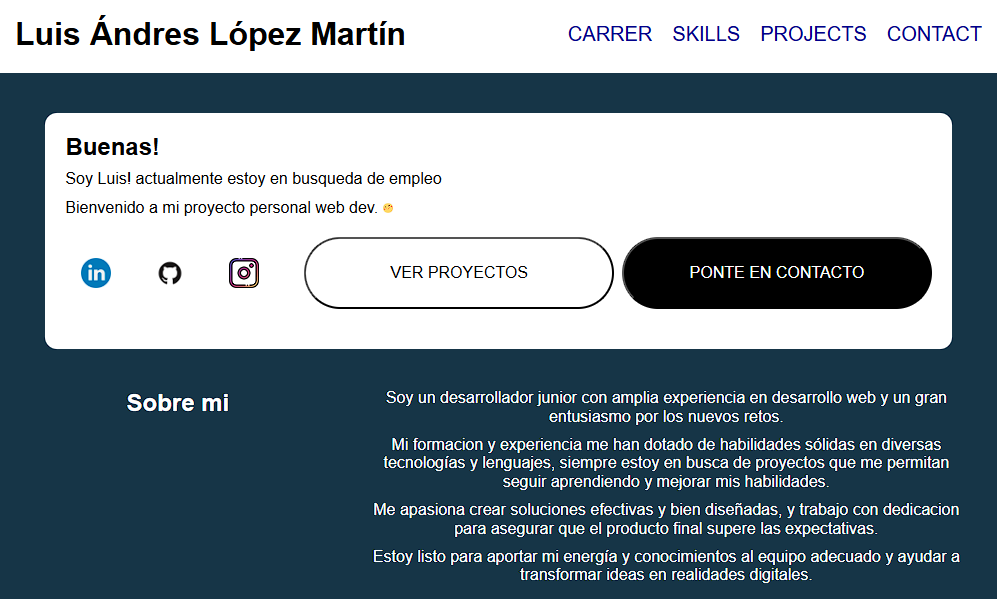 Luis Ándres López Martín
CARRER SKILLS PROJECTS CONTACT
Buenas!
Soy Luis! actualmente estoy en busqueda de empleo
Bienvenido a mi proyecto personal web dev. 🤔
in
VER PROYECTOS
PONTE EN CONTACTO
Sobre mi
Soy un desarrollador junior con amplia experiencia en desarrollo web y un gran
entusiasmo por los nuevos retos.
Mi formacion y experiencia me han dotado de habilidades sólidas en diversas
tecnologías y lenguajes, siempre estoy en busca de proyectos que me permitan
seguir aprendiendo y mejorar mis habilidades.
Me apasiona crear soluciones efectivas y bien diseñadas, y trabajo con dedicacion
para asegurar que el producto final supere las expectativas.
Estoy listo para aportar mi energía y conocimientos al equipo adecuado y ayudar a
transformar ideas en realidades digitales.